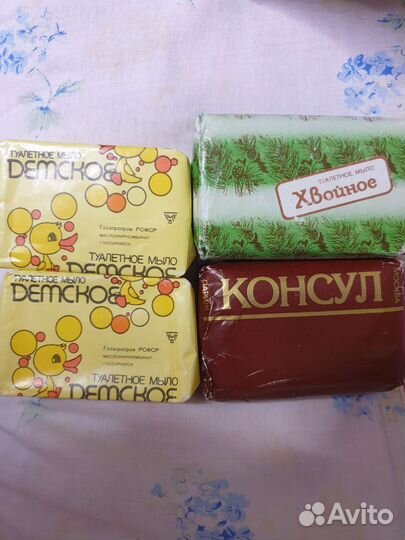 ТУАЛЕТНОЕ МЫЛО
ДЕТСКОЕ
Госагропром РСФСР
МАСЛОЖИРКОМБИНАТ
Г УССУРИЙСК
ТУАЛЕТНОЕ МЫЛО
ДЕТСКОЕ
ТУАЛЕТНОЕ МЫЛО
Хвойное
ТУАЛЕТНОЕ МЫЛО
ДЕТСКОЕ
Госагропром РСФСР
МАСЛОЖИРКОМБИНАТ
Г УССУРИЙСК
ТУАЛЕТНОЕ МЫЛО
ДЕТСКОЕ
КОНСУЛ
МОСКВА
Avito